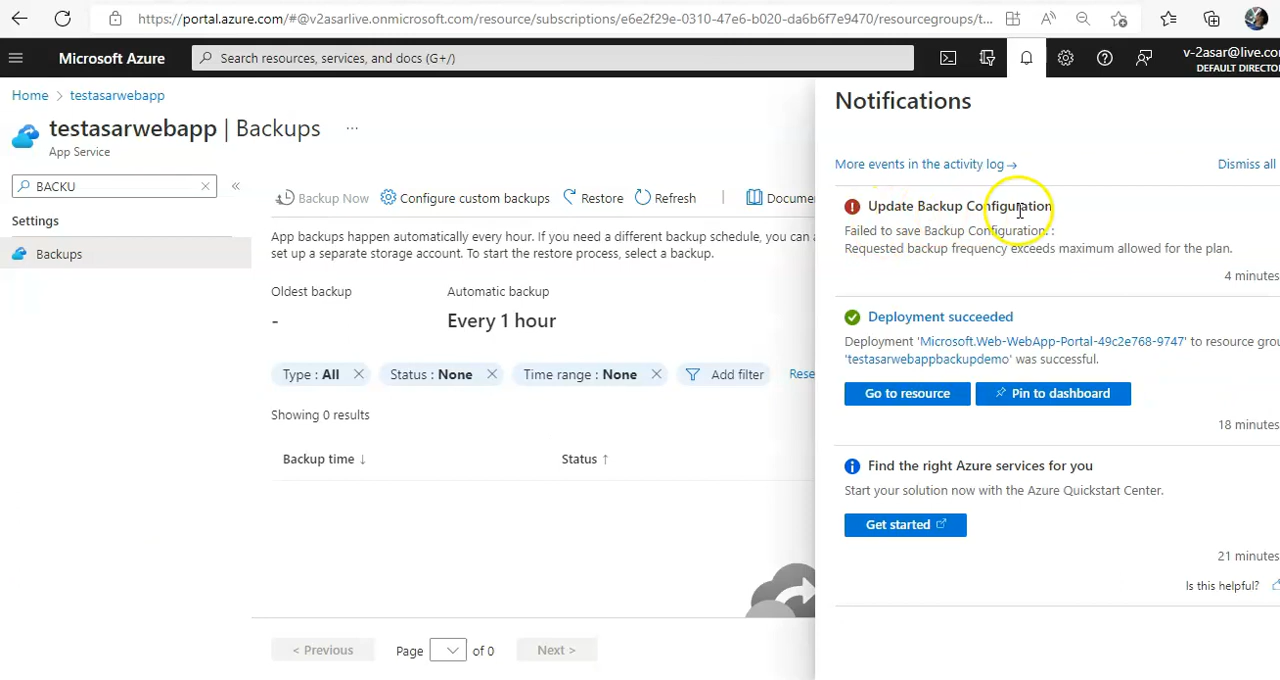 https://portal.azure.com/#@v2asarlive.onmicrosoft.com/resource/subscriptions/e6e2f29e-0310-47e6-b020-da6b6f7e9470/resourcegroups/t...
Microsoft Azure
Search resources, services, and docs (G+/)
v-2asar@live.co
DEFAULT DIRECTO
Home > testasarwebapp
testasarwebapp | Backups ...
App Service
BACKU
Settings
Backups
Backup Now Configure custom backups Restore Refresh Docume
App backups happen automatically every hour. If you need a different backup schedule, you can a
set up a separate storage account. To start the restore process, select a backup.
Oldest backup Automatic backup
- Every 1 hour
Type : All Status : None Time range : None Add filter Rese
Showing 0 results
Backup time ↓ Status ↑
< Previous Page of 0 Next >
Notifications
More events in the activity log → Dismiss all
Update Backup Configuration
Failed to save Backup Configuration: :
Requested backup frequency exceeds maximum allowed for the plan.
4 minutes
Deployment succeeded
Deployment 'Microsoft.Web-WebApp-Portal-49c2e768-9747' to resource grou
'testasarwebappbackupdemo' was successful.
Go to resource Pin to dashboard
18 minutes
Find the right Azure services for you
Start your solution now with the Azure Quickstart Center.
Get started
21 minutes
Is this helpful?